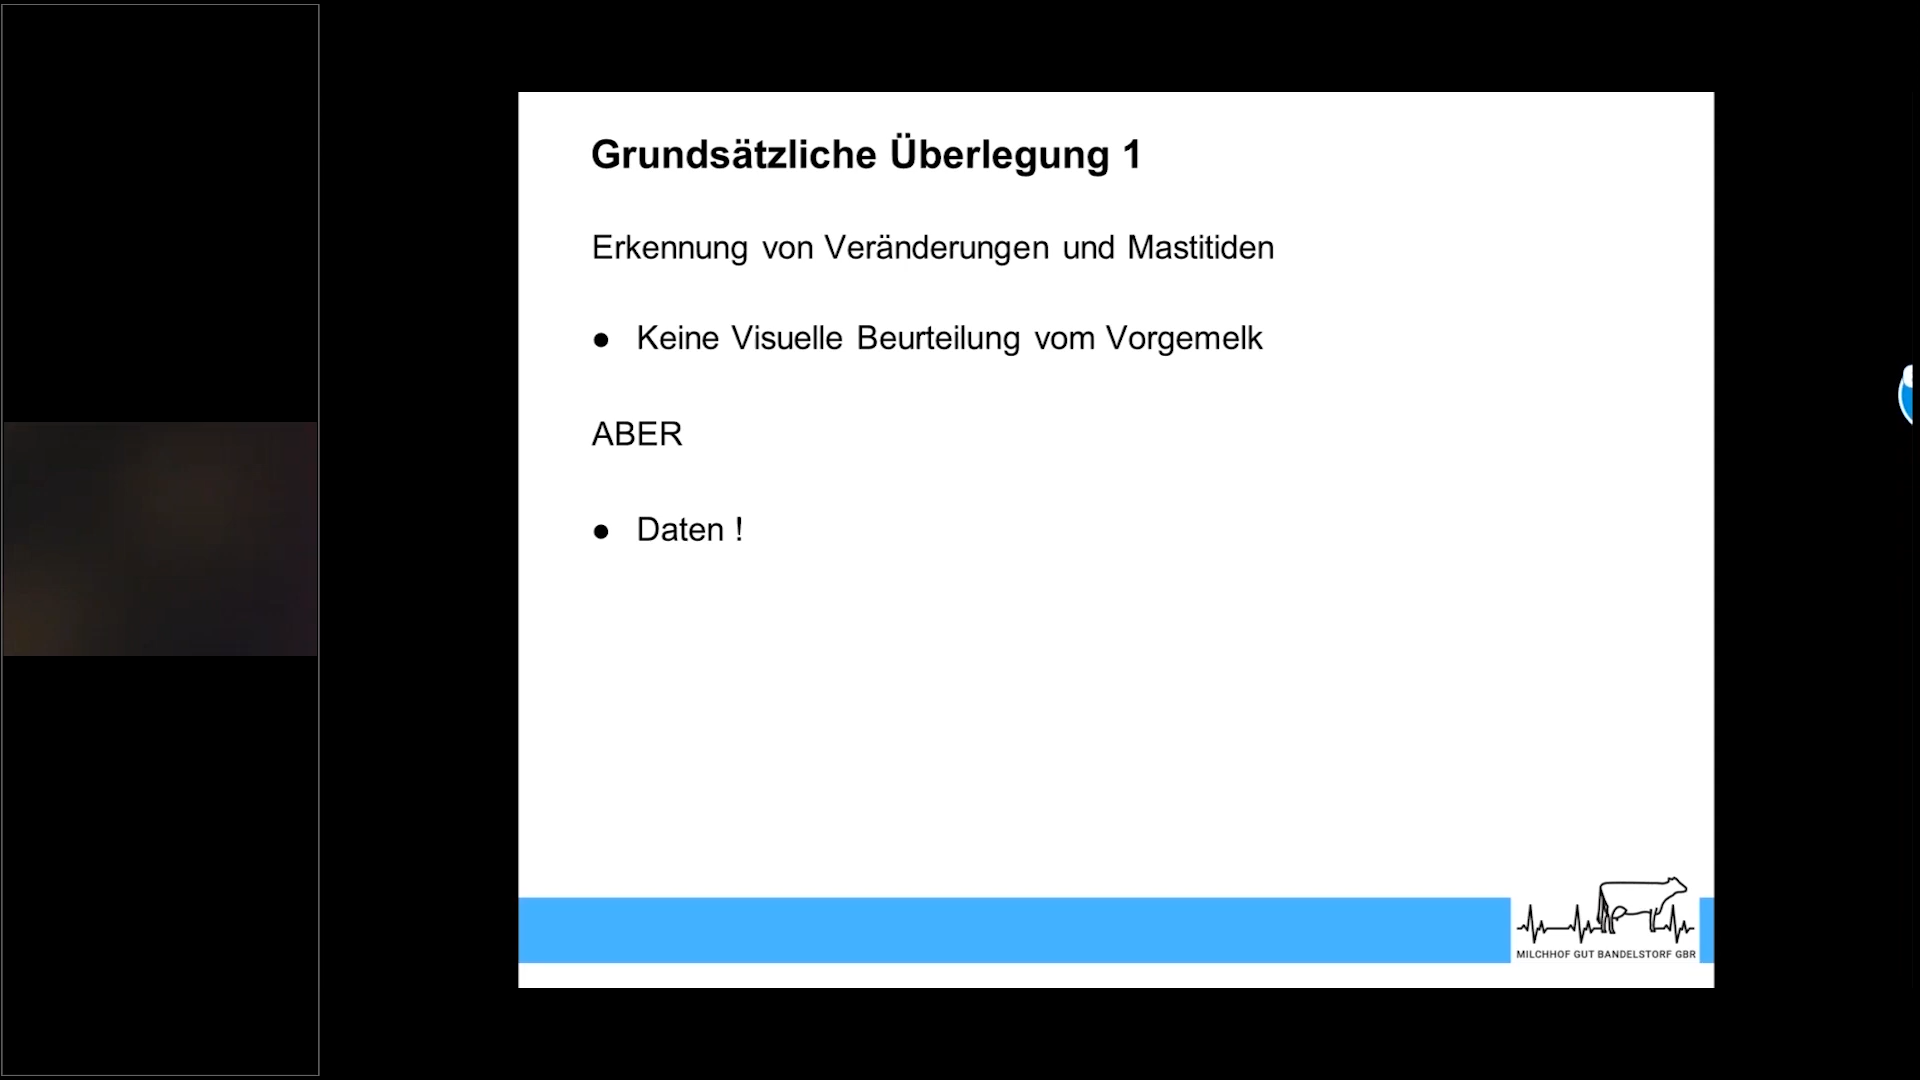 Grundsätzliche Überlegung 1
Erkennung von Veränderungen und Mastitiden
● Keine Visuelle Beurteilung vom Vorgemelk
ABER
● Daten !
MILCHHOF GUT BANDELSTORF GBR